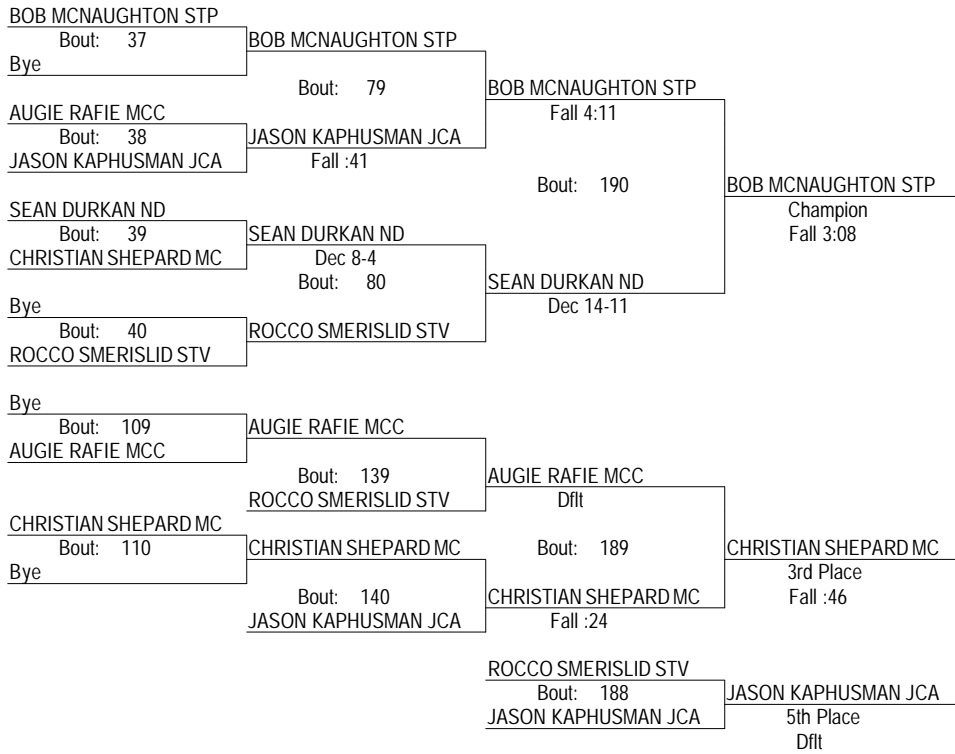 BOB MCNAUGHTON STP
Bout: 37
BOB MCNAUGHTON STP
Bye
Bout: 79
BOB MCNAUGHTON STP
Fall 4:11
AUGIE RAFIE MCC
Bout: 38
JASON KAPHUSMAN JCA
JASON KAPHUSMAN JCA
Fall :41
Bout: 190
BOB MCNAUGHTON STP
Champion
Fall 3:08
SEAN DURKAN ND
Bout: 39
SEAN DURKAN ND
CHRISTIAN SHEPARD MC
Dec 8-4
Bout: 80
SEAN DURKAN ND
Dec 14-11
Bye
Bout: 40
ROCCO SMERISLID STV
ROCCO SMERISLID STV
Bye
Bout: 109
AUGIE RAFIE MCC
AUGIE RAFIE MCC
Bout: 139
AUGIE RAFIE MCC
ROCCO SMERISLID STV
Dflt
CHRISTIAN SHEPARD MC
Bout: 110
CHRISTIAN SHEPARD MC
Bout: 189
CHRISTIAN SHEPARD MC
Bye
3rd Place
Fall :46
Bout: 140
CHRISTIAN SHEPARD MC
JASON KAPHUSMAN JCA
Fall :24
ROCCO SMERISLID STV
Bout: 188
JASON KAPHUSMAN JCA
JASON KAPHUSMAN JCA
5th Place
Dflt